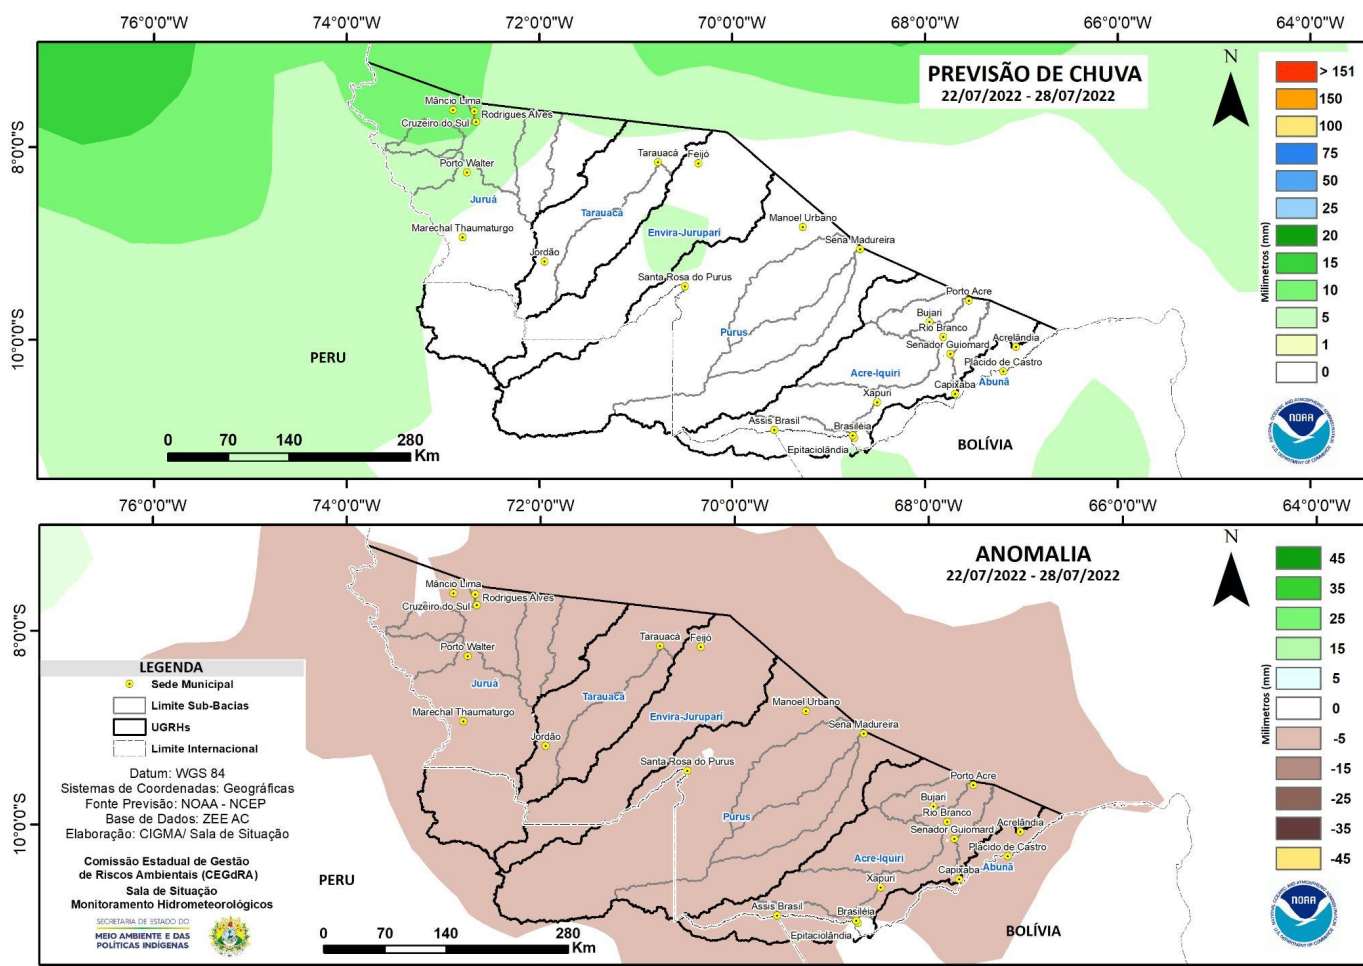 76°0'0"W 74°0'0"W 72°0'0"W 70°0'0"W 68°0'0"W 66°0'0"W 64°0'0"W
8°0'0"S
10°0'0"S
PREVISÃO DE CHUVA
22/07/2022 - 28/07/2022
N
Mâncio Lima
Rodrigues Alves
Cruzeiro do Sul
Porto Walter
Juruá
Marechal Thaumaturgo
Tarauacá
Feijó
Tarauacá
Envira-Jurupari
Jordão
Santa Rosa do Purus
Manoel Urbano
Sena Madureira
Purus
Porto Acre
Bujari
Rio Branco
Senador Guiomard
Acrelândia
Plácido de Castro
Abunã
Acre-Iquiri
Capixaba
Xapuri
Assis Brasil
Brasiléia
Epitaciolândia
PERU
BOLÍVIA
0 70 140 280
Km
Milímetros (mm)
> 151
150
100
75
50
25
20
15
10
5
1
0
NOAA
76°0'0"W 74°0'0"W 72°0'0"W 70°0'0"W 68°0'0"W 66°0'0"W 64°0'0"W
8°0'0"S
10°0'0"S
ANOMALIA
22/07/2022 - 28/07/2022
N
Mâncio Lima
Rodrigues Alves
Cruzeiro do Sul
Porto Walter
Juruá
Marechal Thaumaturgo
Tarauacá
Feijó
Tarauacá
Envira-Jurupari
Jordão
Santa Rosa do Purus
Manoel Urbano
Sena Madureira
Purus
Porto Acre
Bujari
Rio Branco
Senador Guiomard
Acrelândia
Plácido de Castro
Abunã
Acre-Iquiri
Capixaba
Xapuri
Assis Brasil
Brasiléia
Epitaciolândia
PERU
BOLÍVIA
0 70 140 280
Km
Milímetros (mm)
45
35
25
15
5
0
-5
-15
-25
-35
-45
NOAA
LEGENDA
Sede Municipal
Limite Sub-Bacias
UGRHs
Limite Internacional
Datum: WGS 84
Sistemas de Coordenadas: Geográficas
Fonte Previsão: NOAA - NCEP
Base de Dados: ZEE AC
Elaboração: CIGMA/ Sala de Situação
Comissão Estadual de Gestão
de Riscos Ambientais (CEGdRA)
Sala de Situação
Monitoramento Hidrometeorológicos
SECRETARIA DE ESTADO DO
MEIO AMBIENTE E DAS
POLÍTICAS INDÍGENAS